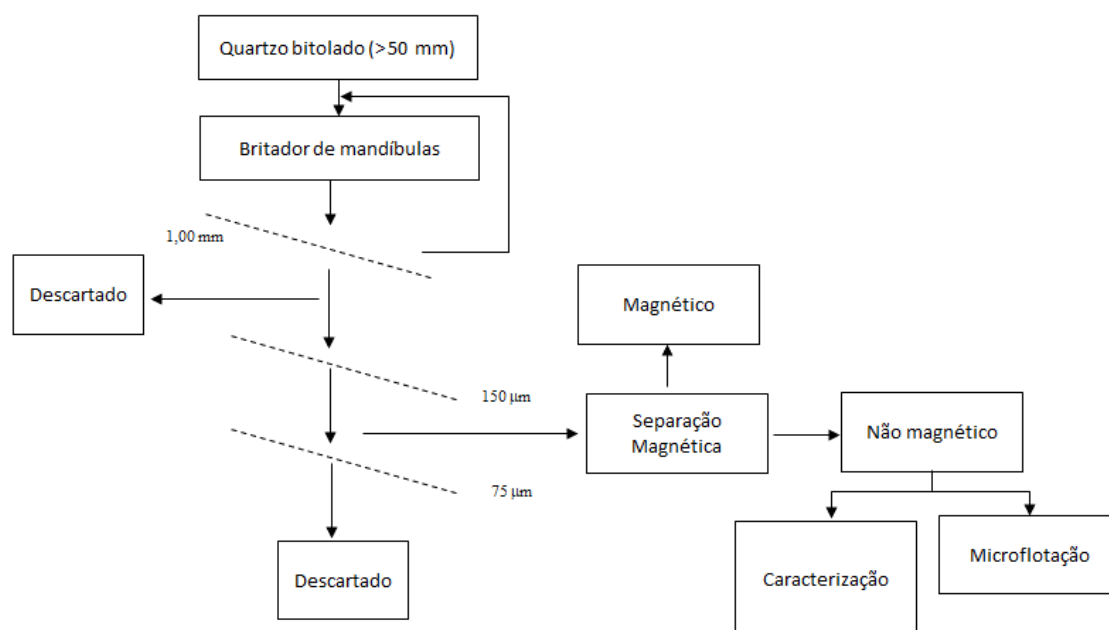 Quartzo bitolado (>50 mm)
Britador de mandíbulas
1,00 mm
Descartado
Magnético
150 µm
Separação
Magnética
Não magnético
75 µm
Descartado
Caracterização
Microflotação